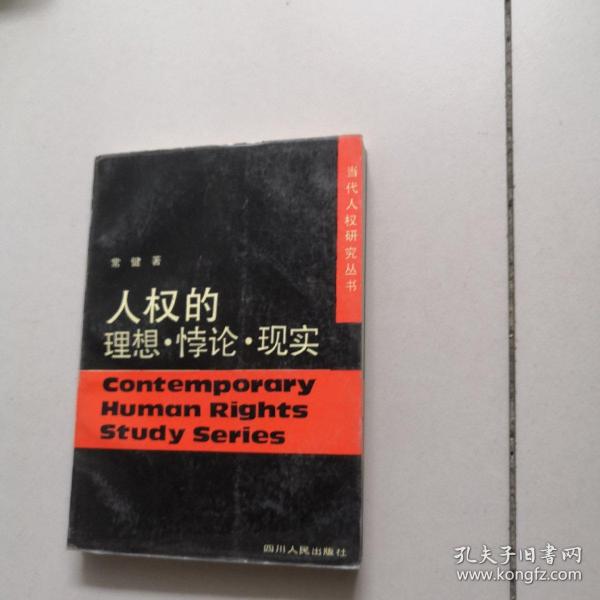 当代人权研究丛书
常健 著
人权的
理想·悖论·现实
Contemporary
Human Rights
Study Series
四川人民出版社
孔夫子旧书网
www.kongfz.com